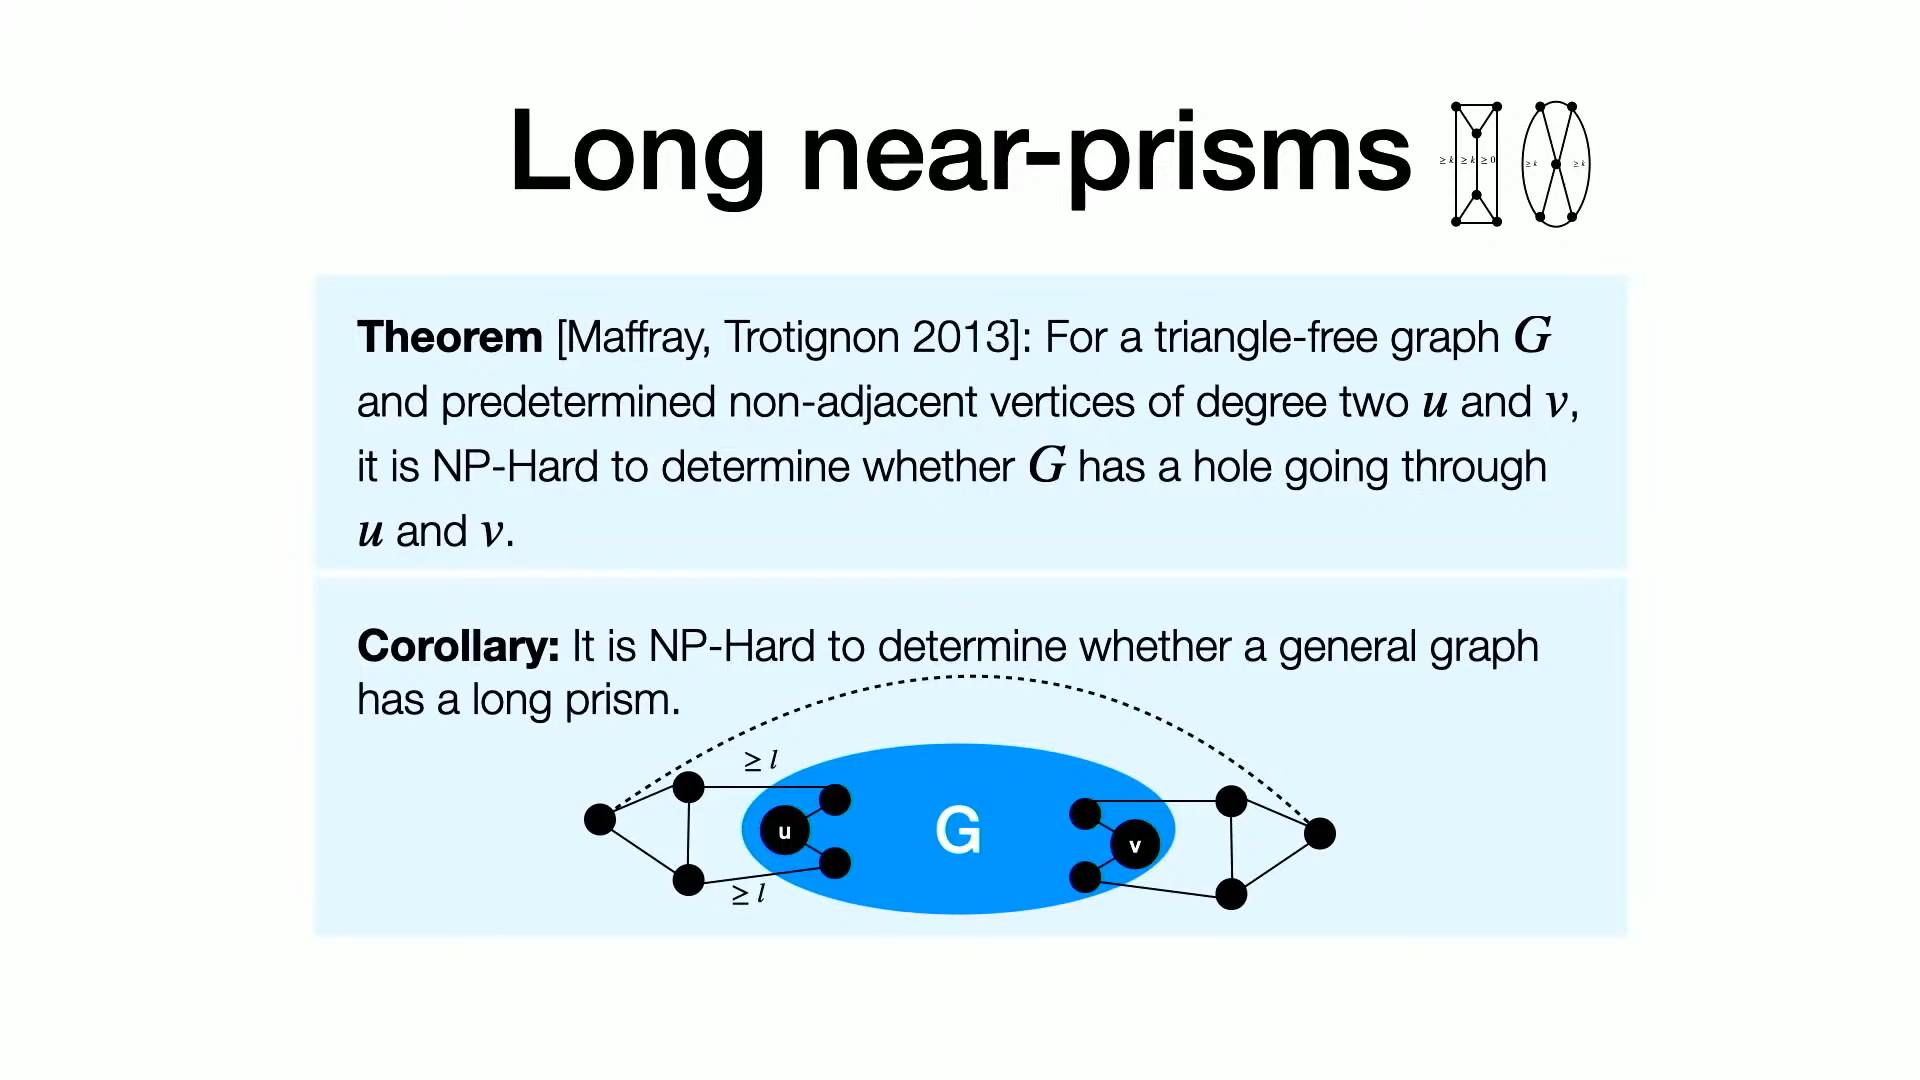 Long near-prisms
≥ k ≥ k ≥ 0
≥ k ≥ k
Theorem [Maffray, Trotignon 2013]: For a triangle-free graph G
and predetermined non-adjacent vertices of degree two u and v,
it is NP-Hard to determine whether G has a hole going through
u and v.
Corollary: It is NP-Hard to determine whether a general graph
has a long prism.
≥ l
u
G
v
≥ l